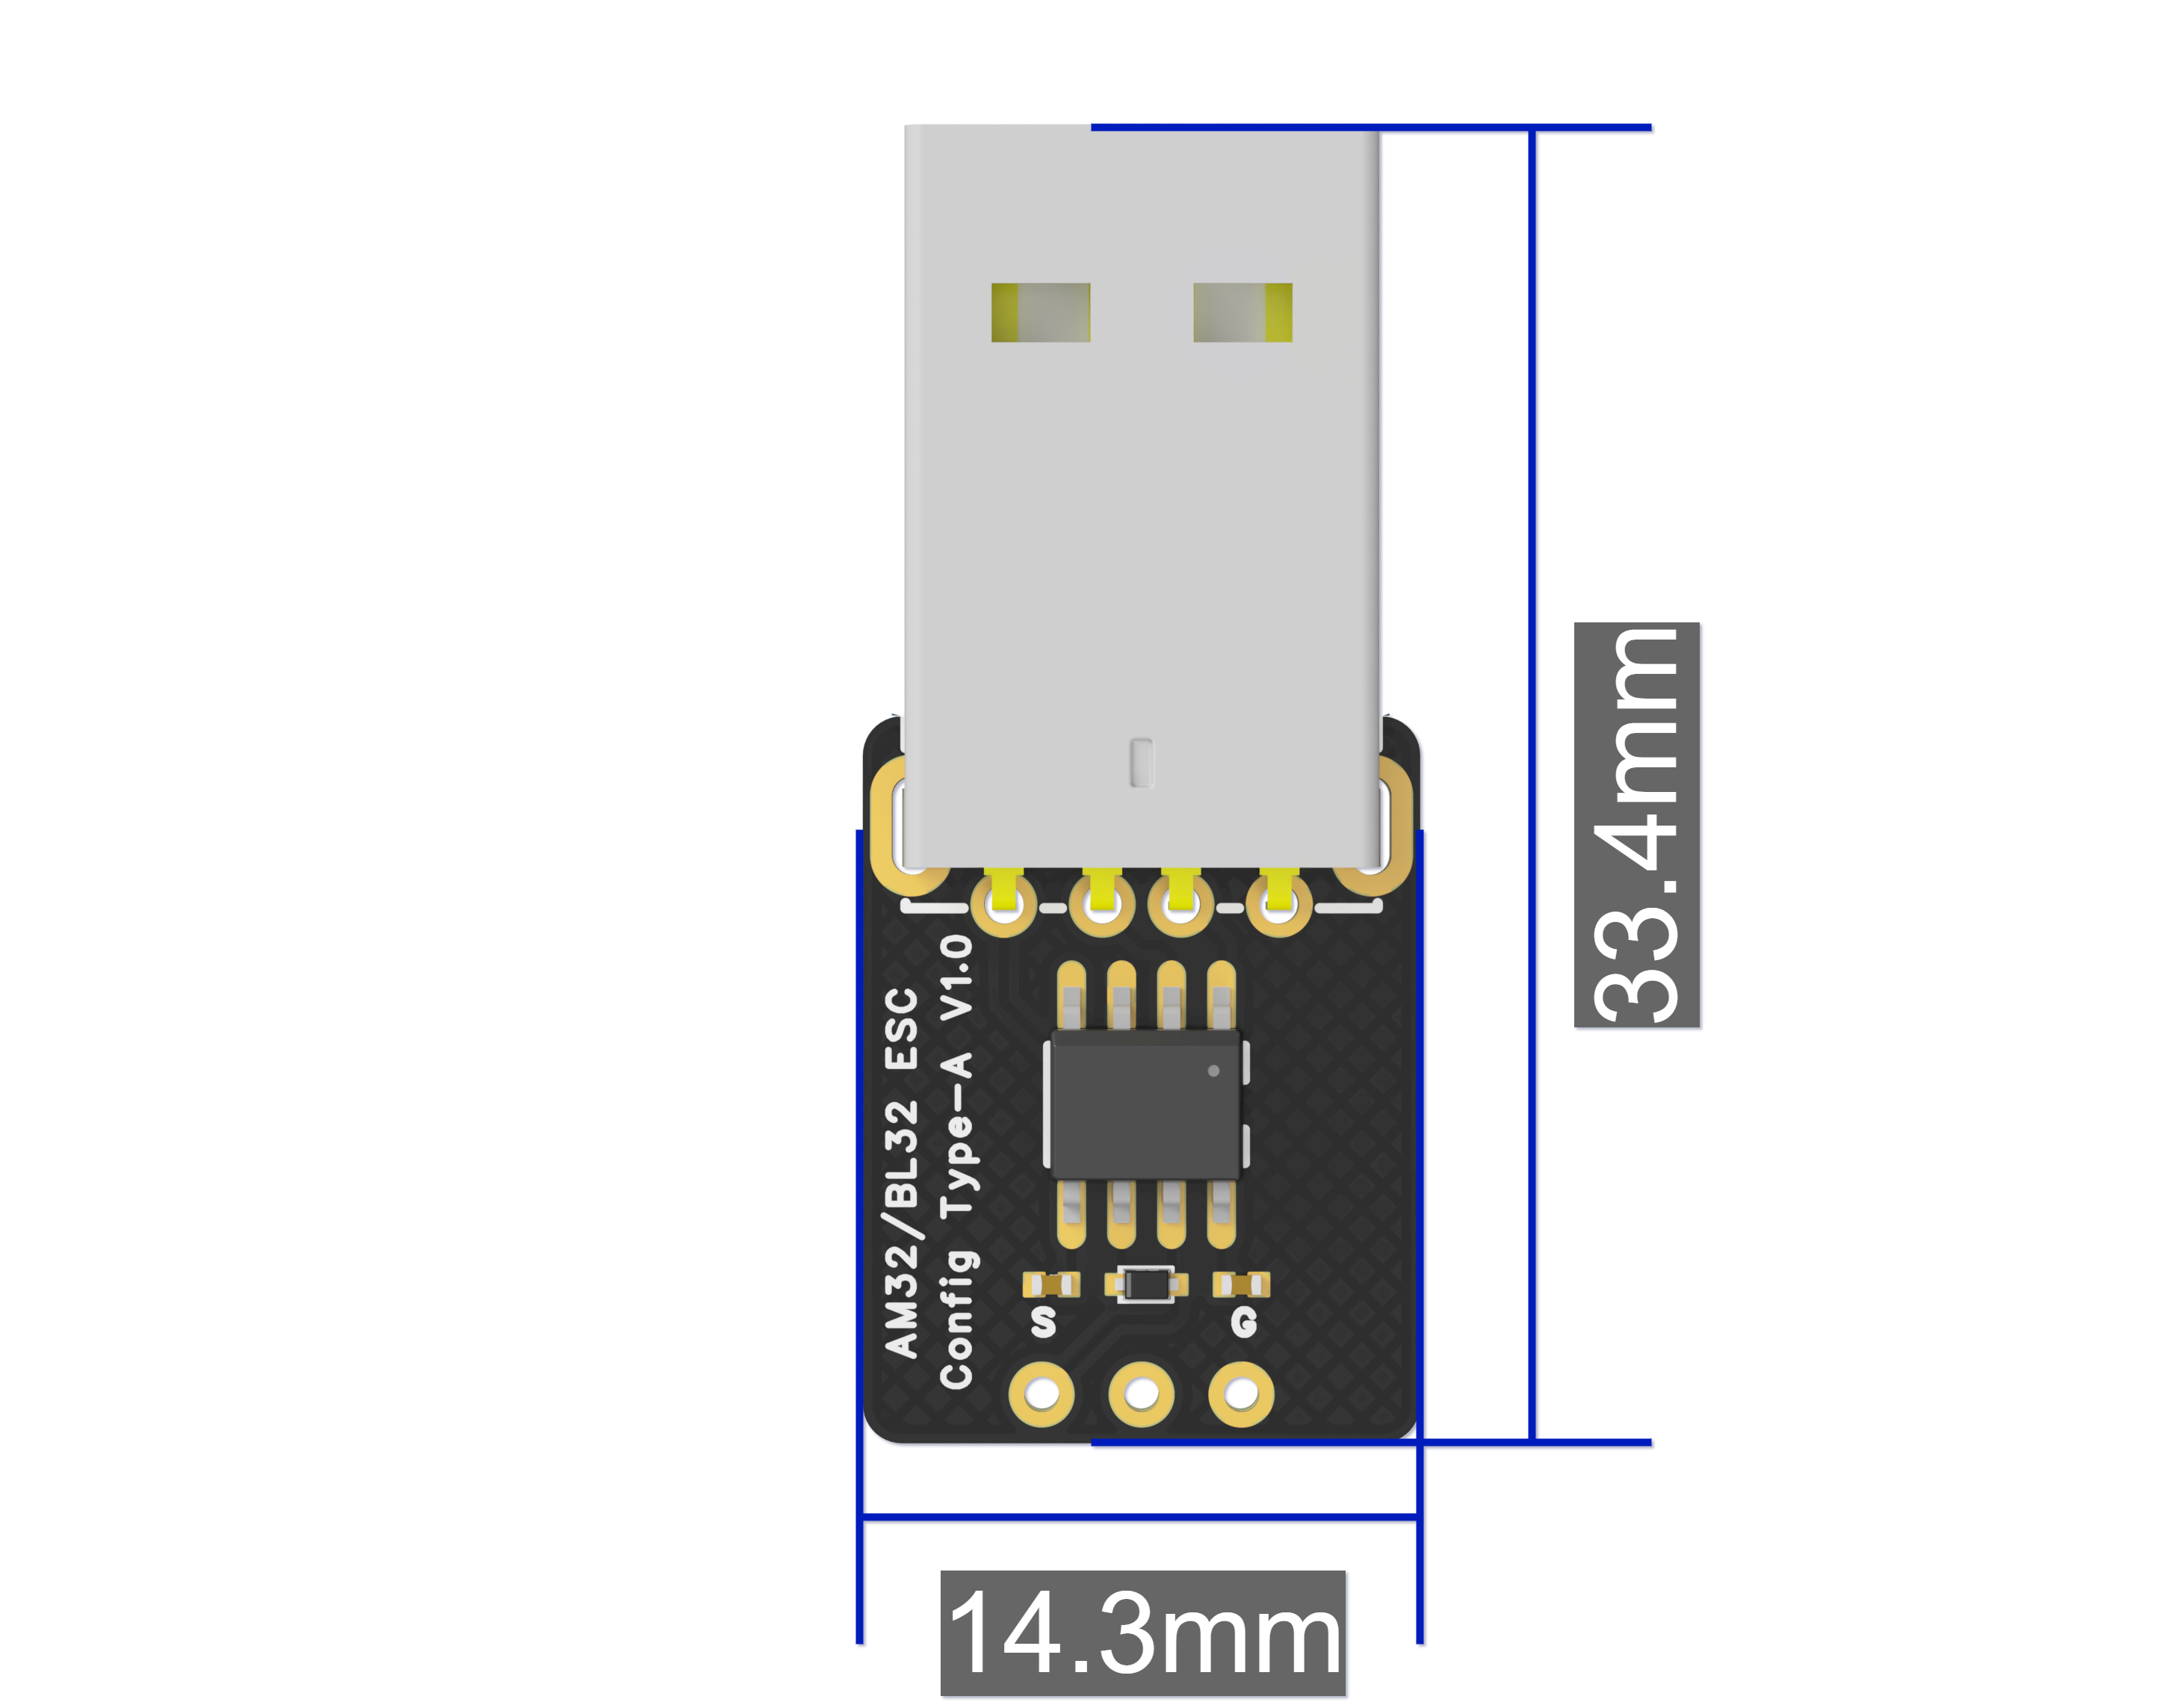 33.4mm
AM32/BL32 ESC
Config Type-A V1.0
S
G
14.3mm